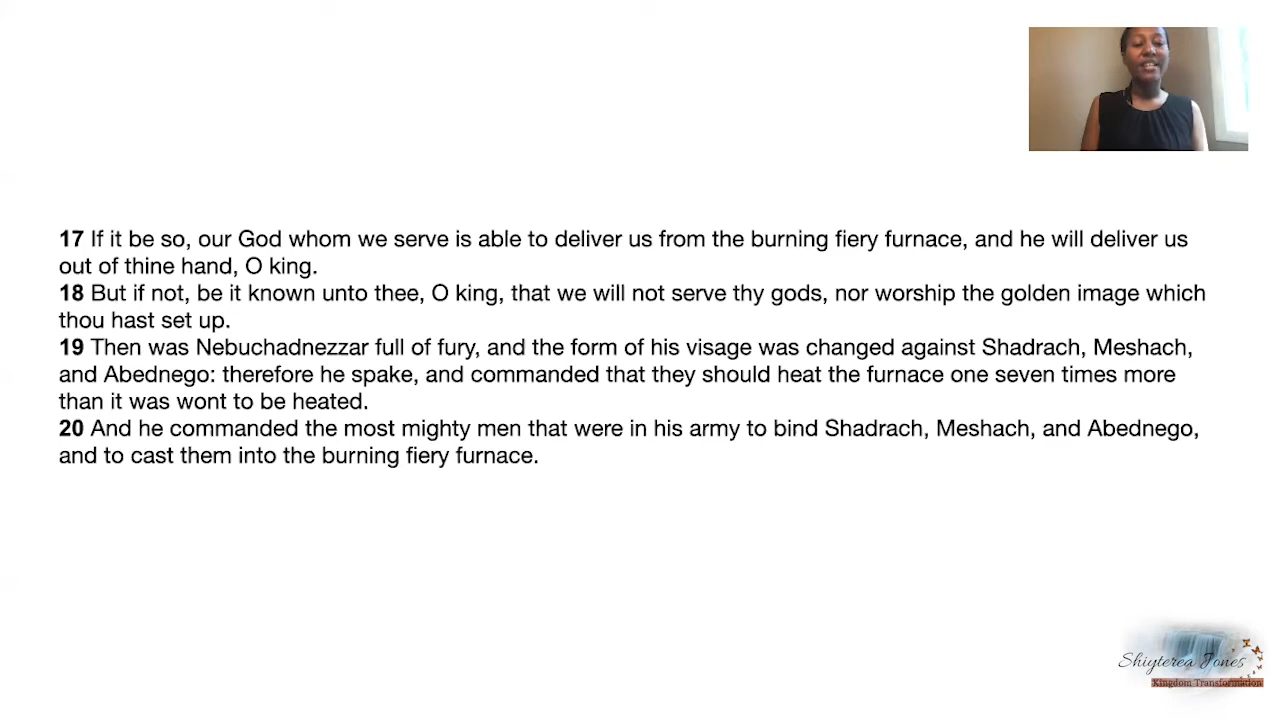 17 If it be so, our God whom we serve is able to deliver us from the burning fiery furnace, and he will deliver us
out of thine hand, O king.
18 But if not, be it known unto thee, O king, that we will not serve thy gods, nor worship the golden image which
thou hast set up.
19 Then was Nebuchadnezzar full of fury, and the form of his visage was changed against Shadrach, Meshach,
and Abednego: therefore he spake, and commanded that they should heat the furnace one seven times more
than it was wont to be heated.
20 And he commanded the most mighty men that were in his army to bind Shadrach, Meshach, and Abednego,
and to cast them into the burning fiery furnace.
Shiyterea Jones
Kingdom Transformation